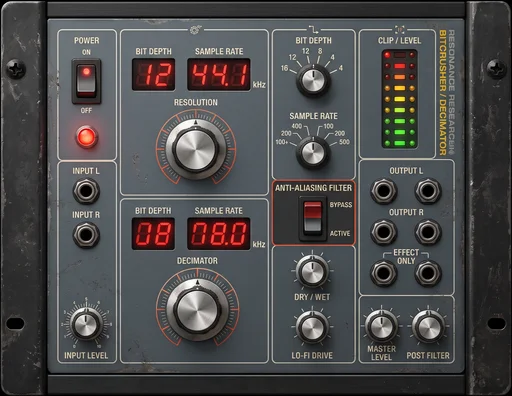 POWER
ON
OFF
INPUT L
INPUT R
INPUT LEVEL
BIT DEPTH
SAMPLE RATE
12
44.1
kHz
RESOLUTION
BIT DEPTH
SAMPLE RATE
08
08.0
kHz
DECIMATOR
BIT DEPTH
12 12 8
16 4
16 4
SAMPLE RATE
400 100
200 200
100+ 500
ANTI-ALIASING FILTER
BYPASS
ACTIVE
DRY / WET
LO-FI DRIVE
CLIP / LEVEL
RESONANCE RESEARCH
BITCRUSHER / DECIMATOR
OUTPUT L
OUTPUT R
EFFECT
ONLY
MASTER
LEVEL
POST FILTER